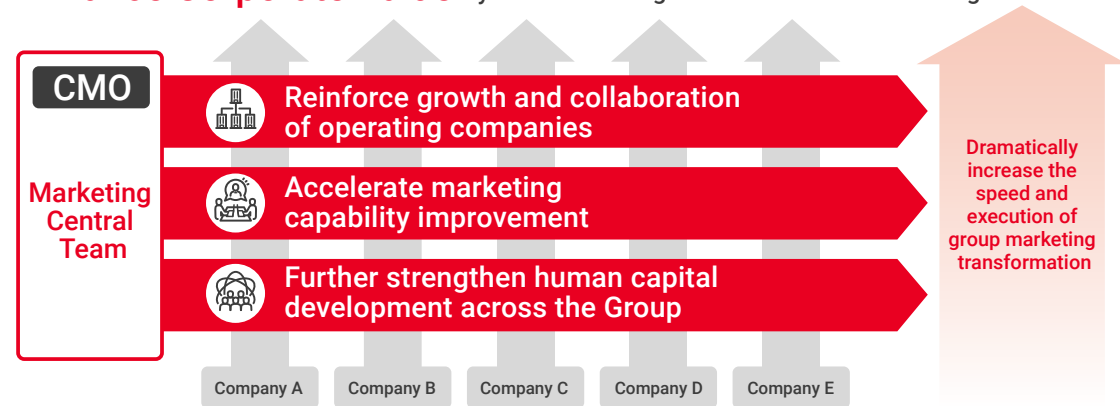 CMO
Marketing
Central
Team
Reinforce growth and collaboration
of operating companies
Accelerate marketing
capability improvement
Further strengthen human capital
development across the Group
Dramatically
increase the
speed and
execution of
group marketing
transformation
Company A
Company B
Company C
Company D
Company E